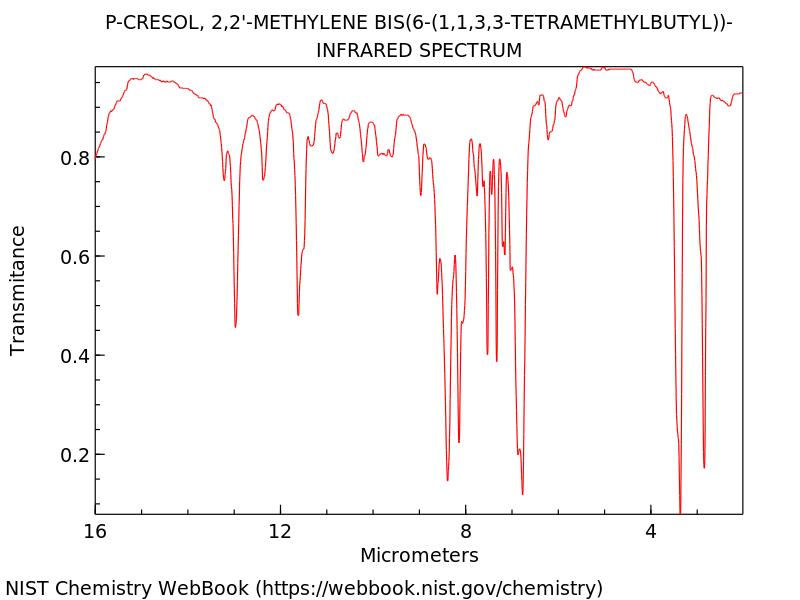 P-CRESOL, 2,2'-METHYLENE BIS(6-(1,1,3,3-TETRAMETHYLBUTYL))-
INFRARED SPECTRUM
Transmitance
0.8
0.6
0.4
0.2
16 12 8 4
Micrometers
NIST Chemistry WebBook (https://webbook.nist.gov/chemistry)